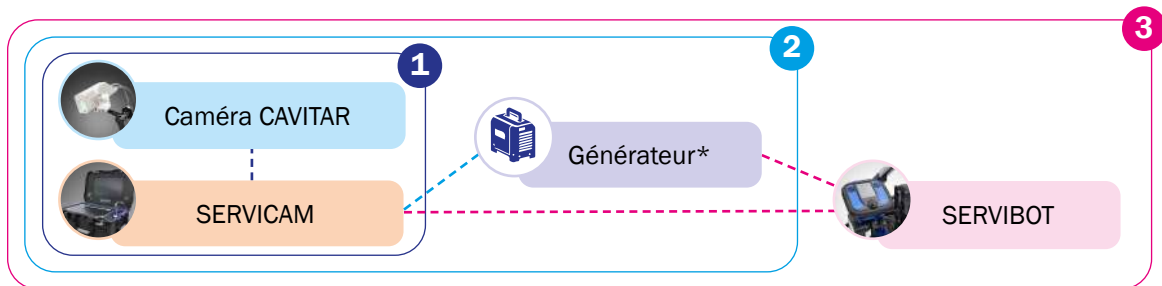 3
2
1
Caméra CAVITAR
Générateur*
SERVICAM
SERVIBOT